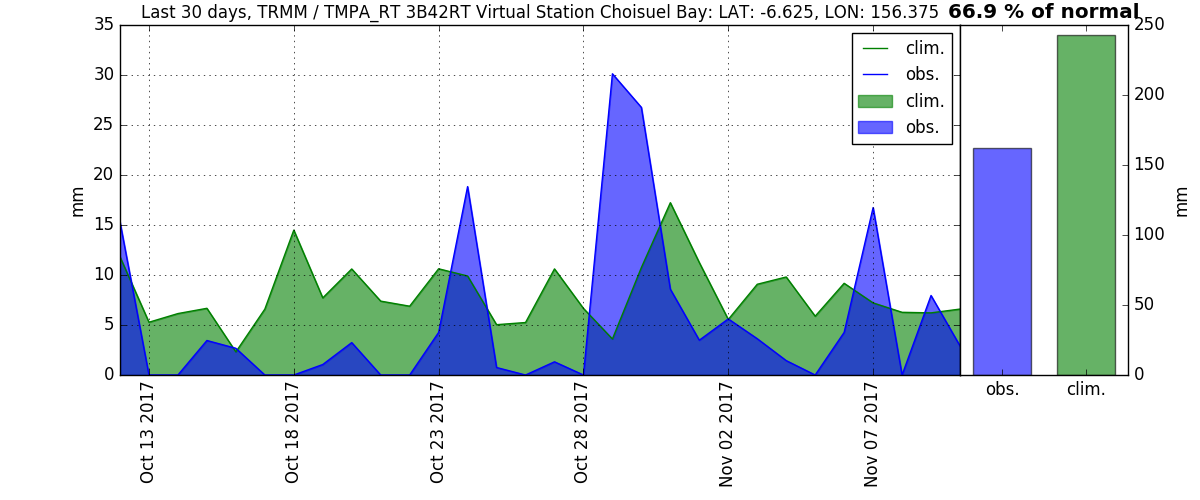 Last 30 days, TRMM / TMPA_RT 3B42RT Virtual Station Choisuel Bay: LAT: -6.625, LON: 156.375
66.9 % of normal
35
30
25
20
15
10
5
0
mm
clim.
obs.
clim.
obs.
250
200
150
100
50
0
mm
obs.
clim.
Oct 13 2017
Oct 18 2017
Oct 23 2017
Oct 28 2017
Nov 02 2017
Nov 07 2017